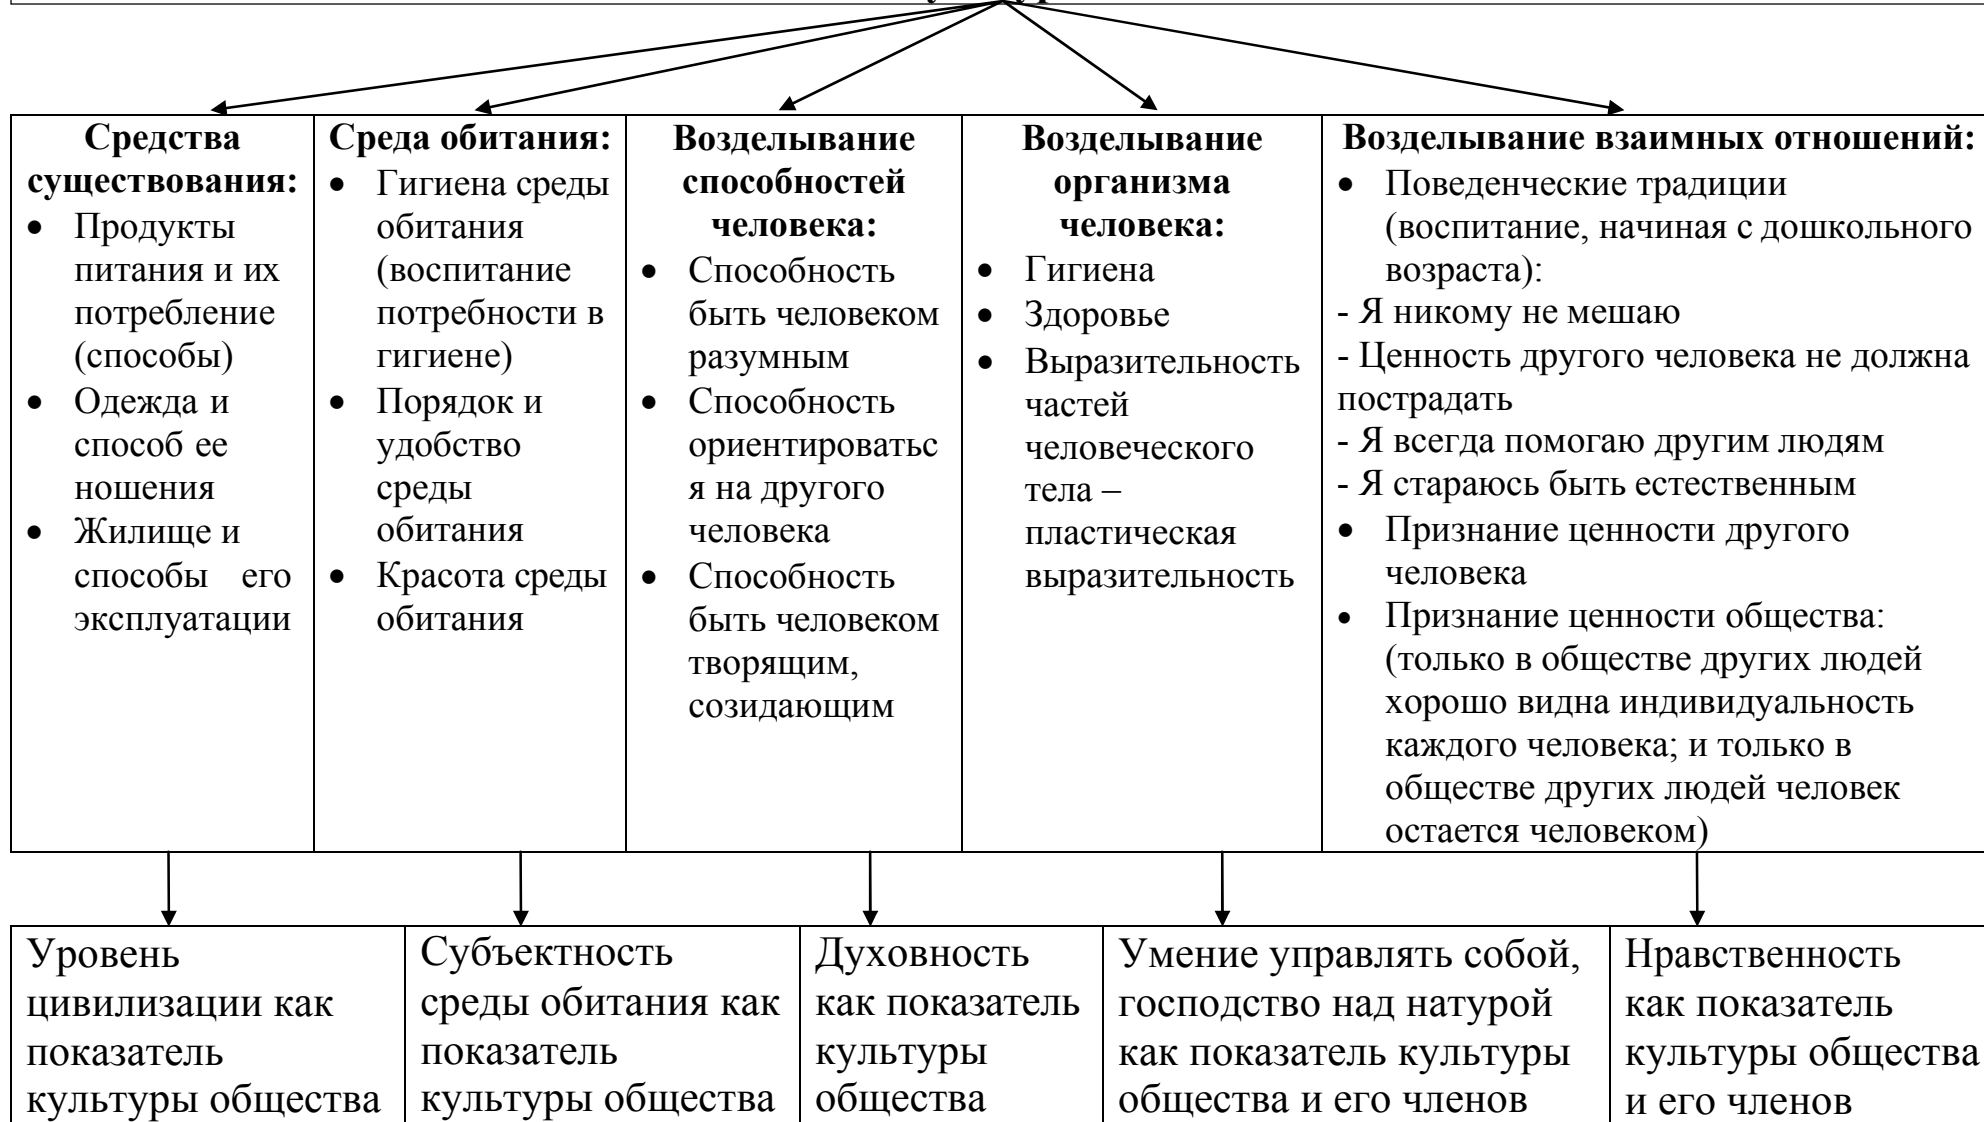 Средства
существования:
• Продукты
питания и их
потребление
(способы)
• Одежда и
способ ее
ношения
• Жилище и
способы его
эксплуатации
Среда обитания:
• Гигиена среды
обитания
(воспитание
потребности в
гигиене)
• Порядок и
удобство
среды
обитания
• Красота среды
обитания
Возделывание
способностей
человека:
• Способность
быть человеком
разумным
• Способность
ориентироватьс
я на другого
человека
• Способность
быть человеком
творящим,
созидающим
Возделывание
организма
человека:
• Гигиена
• Здоровье
• Выразительность
частей
человеческого
тела –
пластическая
выразительность
Возделывание взаимных отношений:
• Поведенческие традиции
(воспитание, начиная с дошкольного
возраста):
- Я никому не мешаю
- Ценность другого человека не должна
пострадать
- Я всегда помогаю другим людям
- Я стараюсь быть естественным
• Признание ценности другого
человека
• Признание ценности общества:
(только в обществе других людей
хорошо видна индивидуальность
каждого человека; и только в
обществе других людей человек
остается человеком)
Уровень
цивилизации как
показатель
культуры общества
Субъектность
среды обитания как
показатель
культуры общества
Духовность
как показатель
культуры
общества
Умение управлять собой,
господство над натурой
как показатель культуры
общества и его членов
Нравственность
как показатель
культуры общества
и его членов